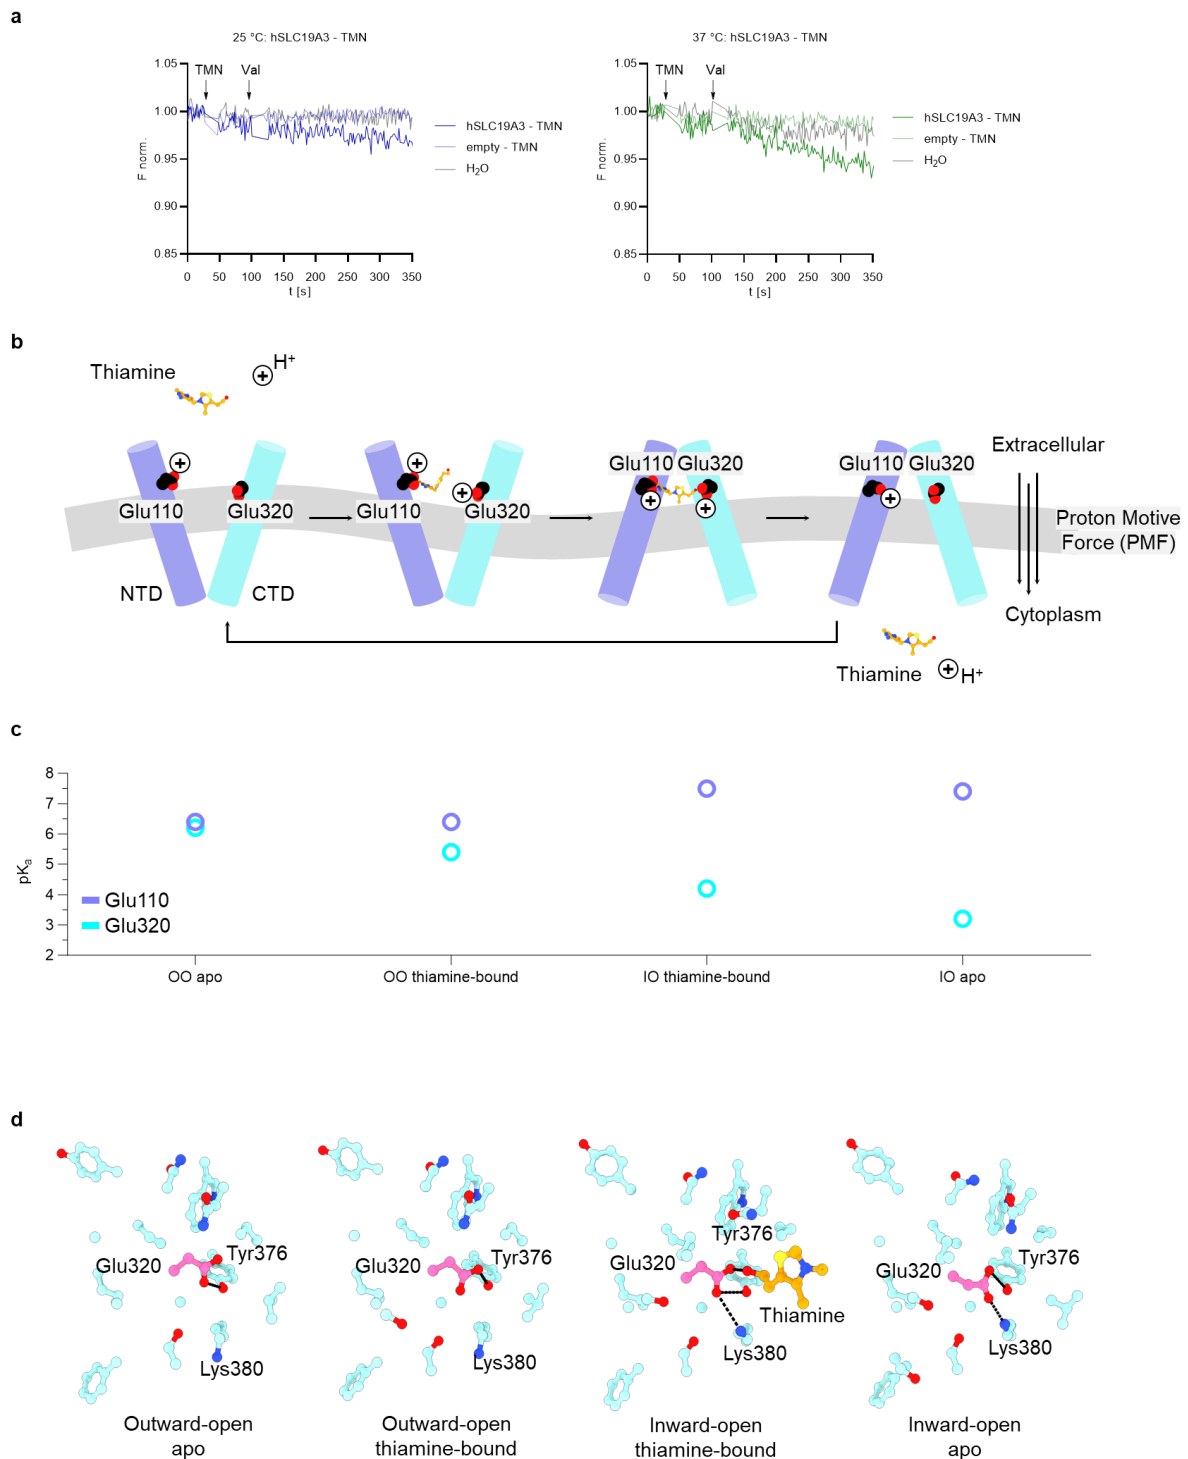 a
25 °C: hSLC19A3 - TMN
TMN
Val
1.05
1.00
0.95
0.90
0.85
F norm.
0
50
100
150
200
250
300
350
t [s]
hSLC19A3 - TMN
empty - TMN
H₂O
37 °C: hSLC19A3 - TMN
TMN
Val
1.05
1.00
0.95
0.90
0.85
F norm.
0
50
100
150
200
250
300
350
t [s]
hSLC19A3 - TMN
empty - TMN
H₂O
b
Thiamine
+
H⁺
+
Glu110
Glu320
NTD
CTD
+
+
Glu110
Glu320
Glu110
Glu320
+
+
Glu110
Glu320
+
Extracellular
Proton Motive
Force (PMF)
Cytoplasm
Thiamine
+
H⁺
c
8
7
6
5
4
3
2
pKₐ
Glu110
Glu320
OO apo
OO thiamine-bound
IO thiamine-bound
IO apo
d
Glu320
Tyr376
Lys380
Outward-open
apo
Glu320
Tyr376
Lys380
Outward-open
thiamine-bound
Tyr376
Glu320
Thiamine
Lys380
Inward-open
thiamine-bound
Tyr376
Glu320
Lys380
Inward-open
apo